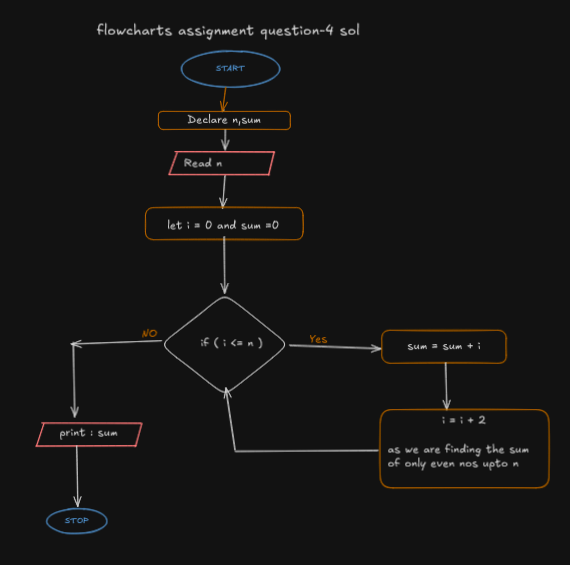 flowcharts assignment question-4 sol
START
Declare n,sum
Read n
let i = 0 and sum =0
if ( i <= n )
NO
Yes
sum = sum + i
i = i + 2
as we are finding the sum
of only even nos upto n
print : sum
STOP